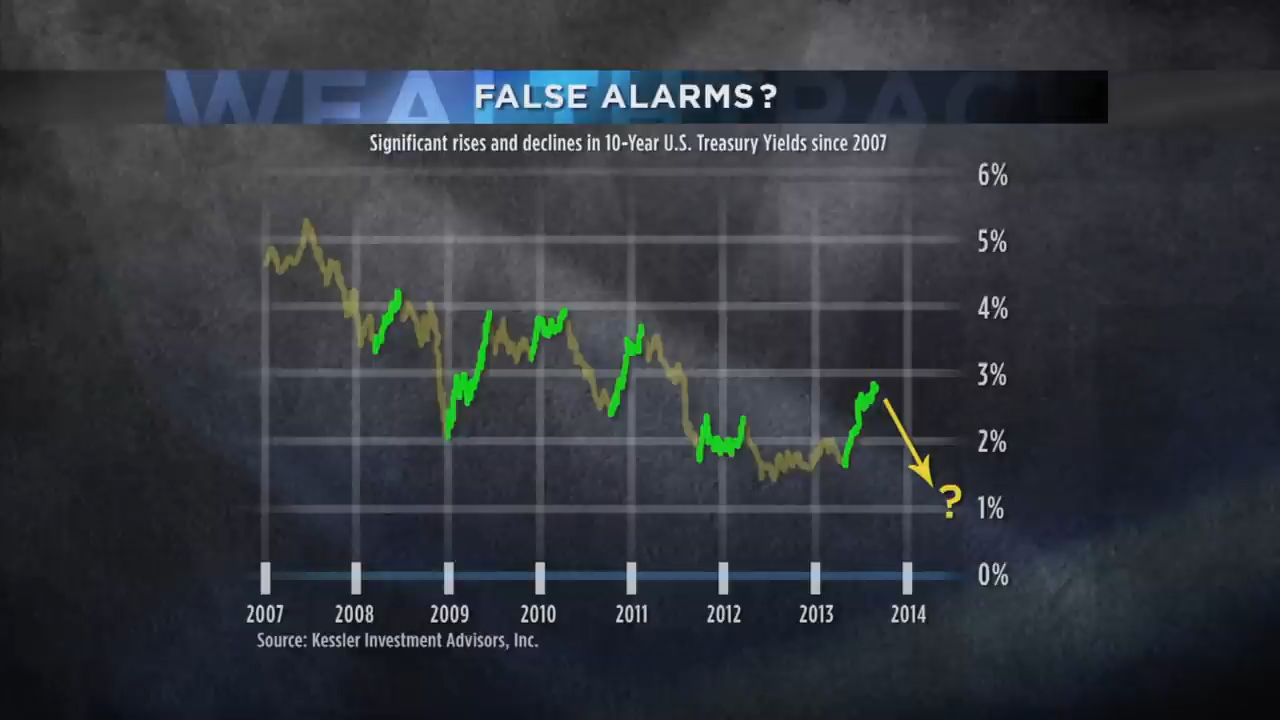 WEALTHTRACK
FALSE ALARMS?
Significant rises and declines in 10-Year U.S. Treasury Yields since 2007
6%
5%
4%
3%
2%
1%
0%
?
2007 2008 2009 2010 2011 2012 2013 2014
Source: Kessler Investment Advisors, Inc.